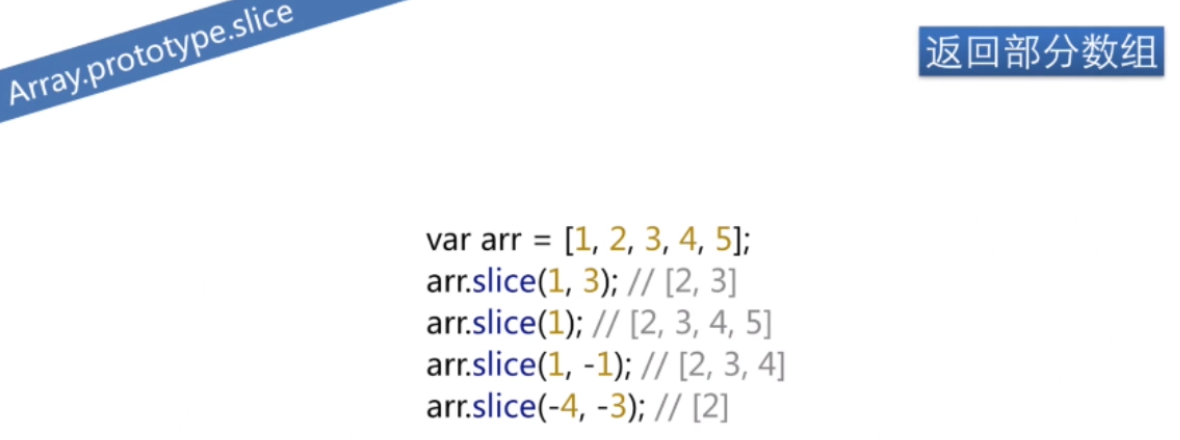 Array.prototype.slice
返回部分数组
var arr = [1, 2, 3, 4, 5];
arr.slice(1, 3); // [2, 3]
arr.slice(1); // [2, 3, 4, 5]
arr.slice(1, -1); // [2, 3, 4]
arr.slice(-4, -3); // [2]